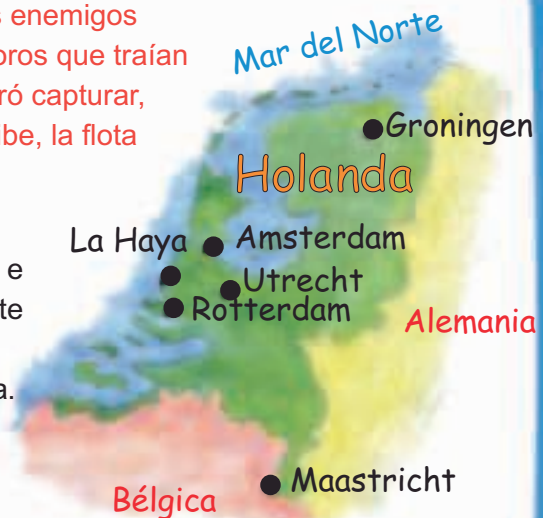 s enemigos
oros que traían
ró capturar,
ibe, la flota
e
te
a.
Mar del Norte
Groningen
Holanda
La Haya
Amsterdam
Utrecht
Rotterdam
Alemania
Maastricht
Bélgica